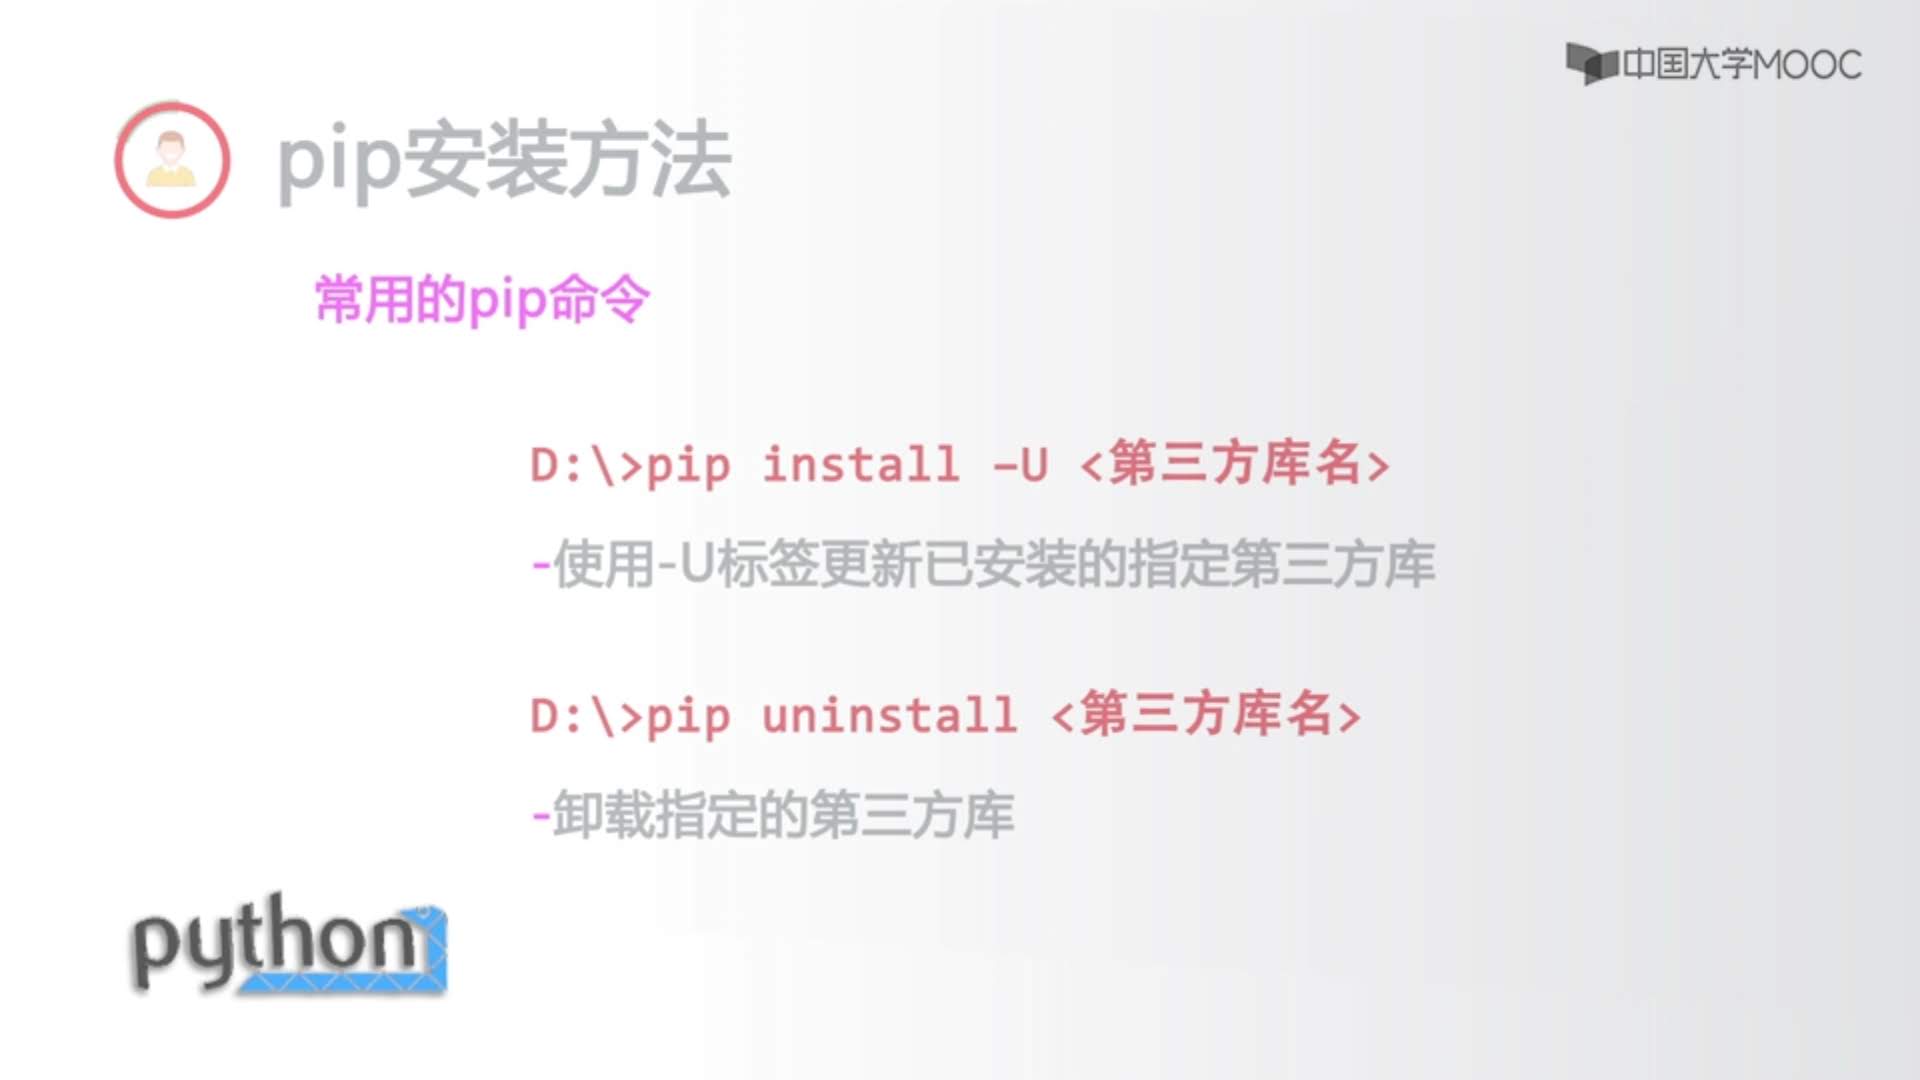 中国大学MOOC
pip安装方法
常用的pip命令
D:\>pip install –U <第三方库名>
-使用-U标签更新已安装的指定第三方库
D:\>pip uninstall <第三方库名>
-卸载指定的第三方库
python